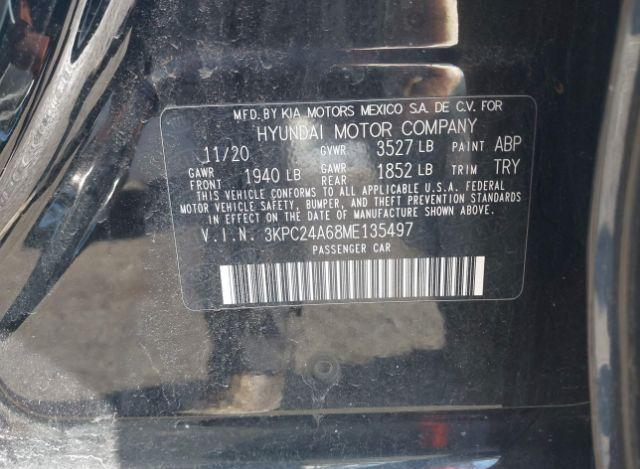 MFD. BY KIA MOTORS MEXICO S.A. DE C.V. FOR
HYUNDAI MOTOR COMPANY
11/20 GVWR 3527 LB PAINT ABP
GAWR FRONT 1940 LB GAWR REAR 1852 LB TRIM TRY
THIS VEHICLE CONFORMS TO ALL APPLICABLE U.S.A. FEDERAL
MOTOR VEHICLE SAFETY, BUMPER, AND THEFT PREVENTION STANDARDS
IN EFFECT ON THE DATE OF MANUFACTURE SHOWN ABOVE.
V.I.N. 3KPC24A68ME135497
PASSENGER CAR